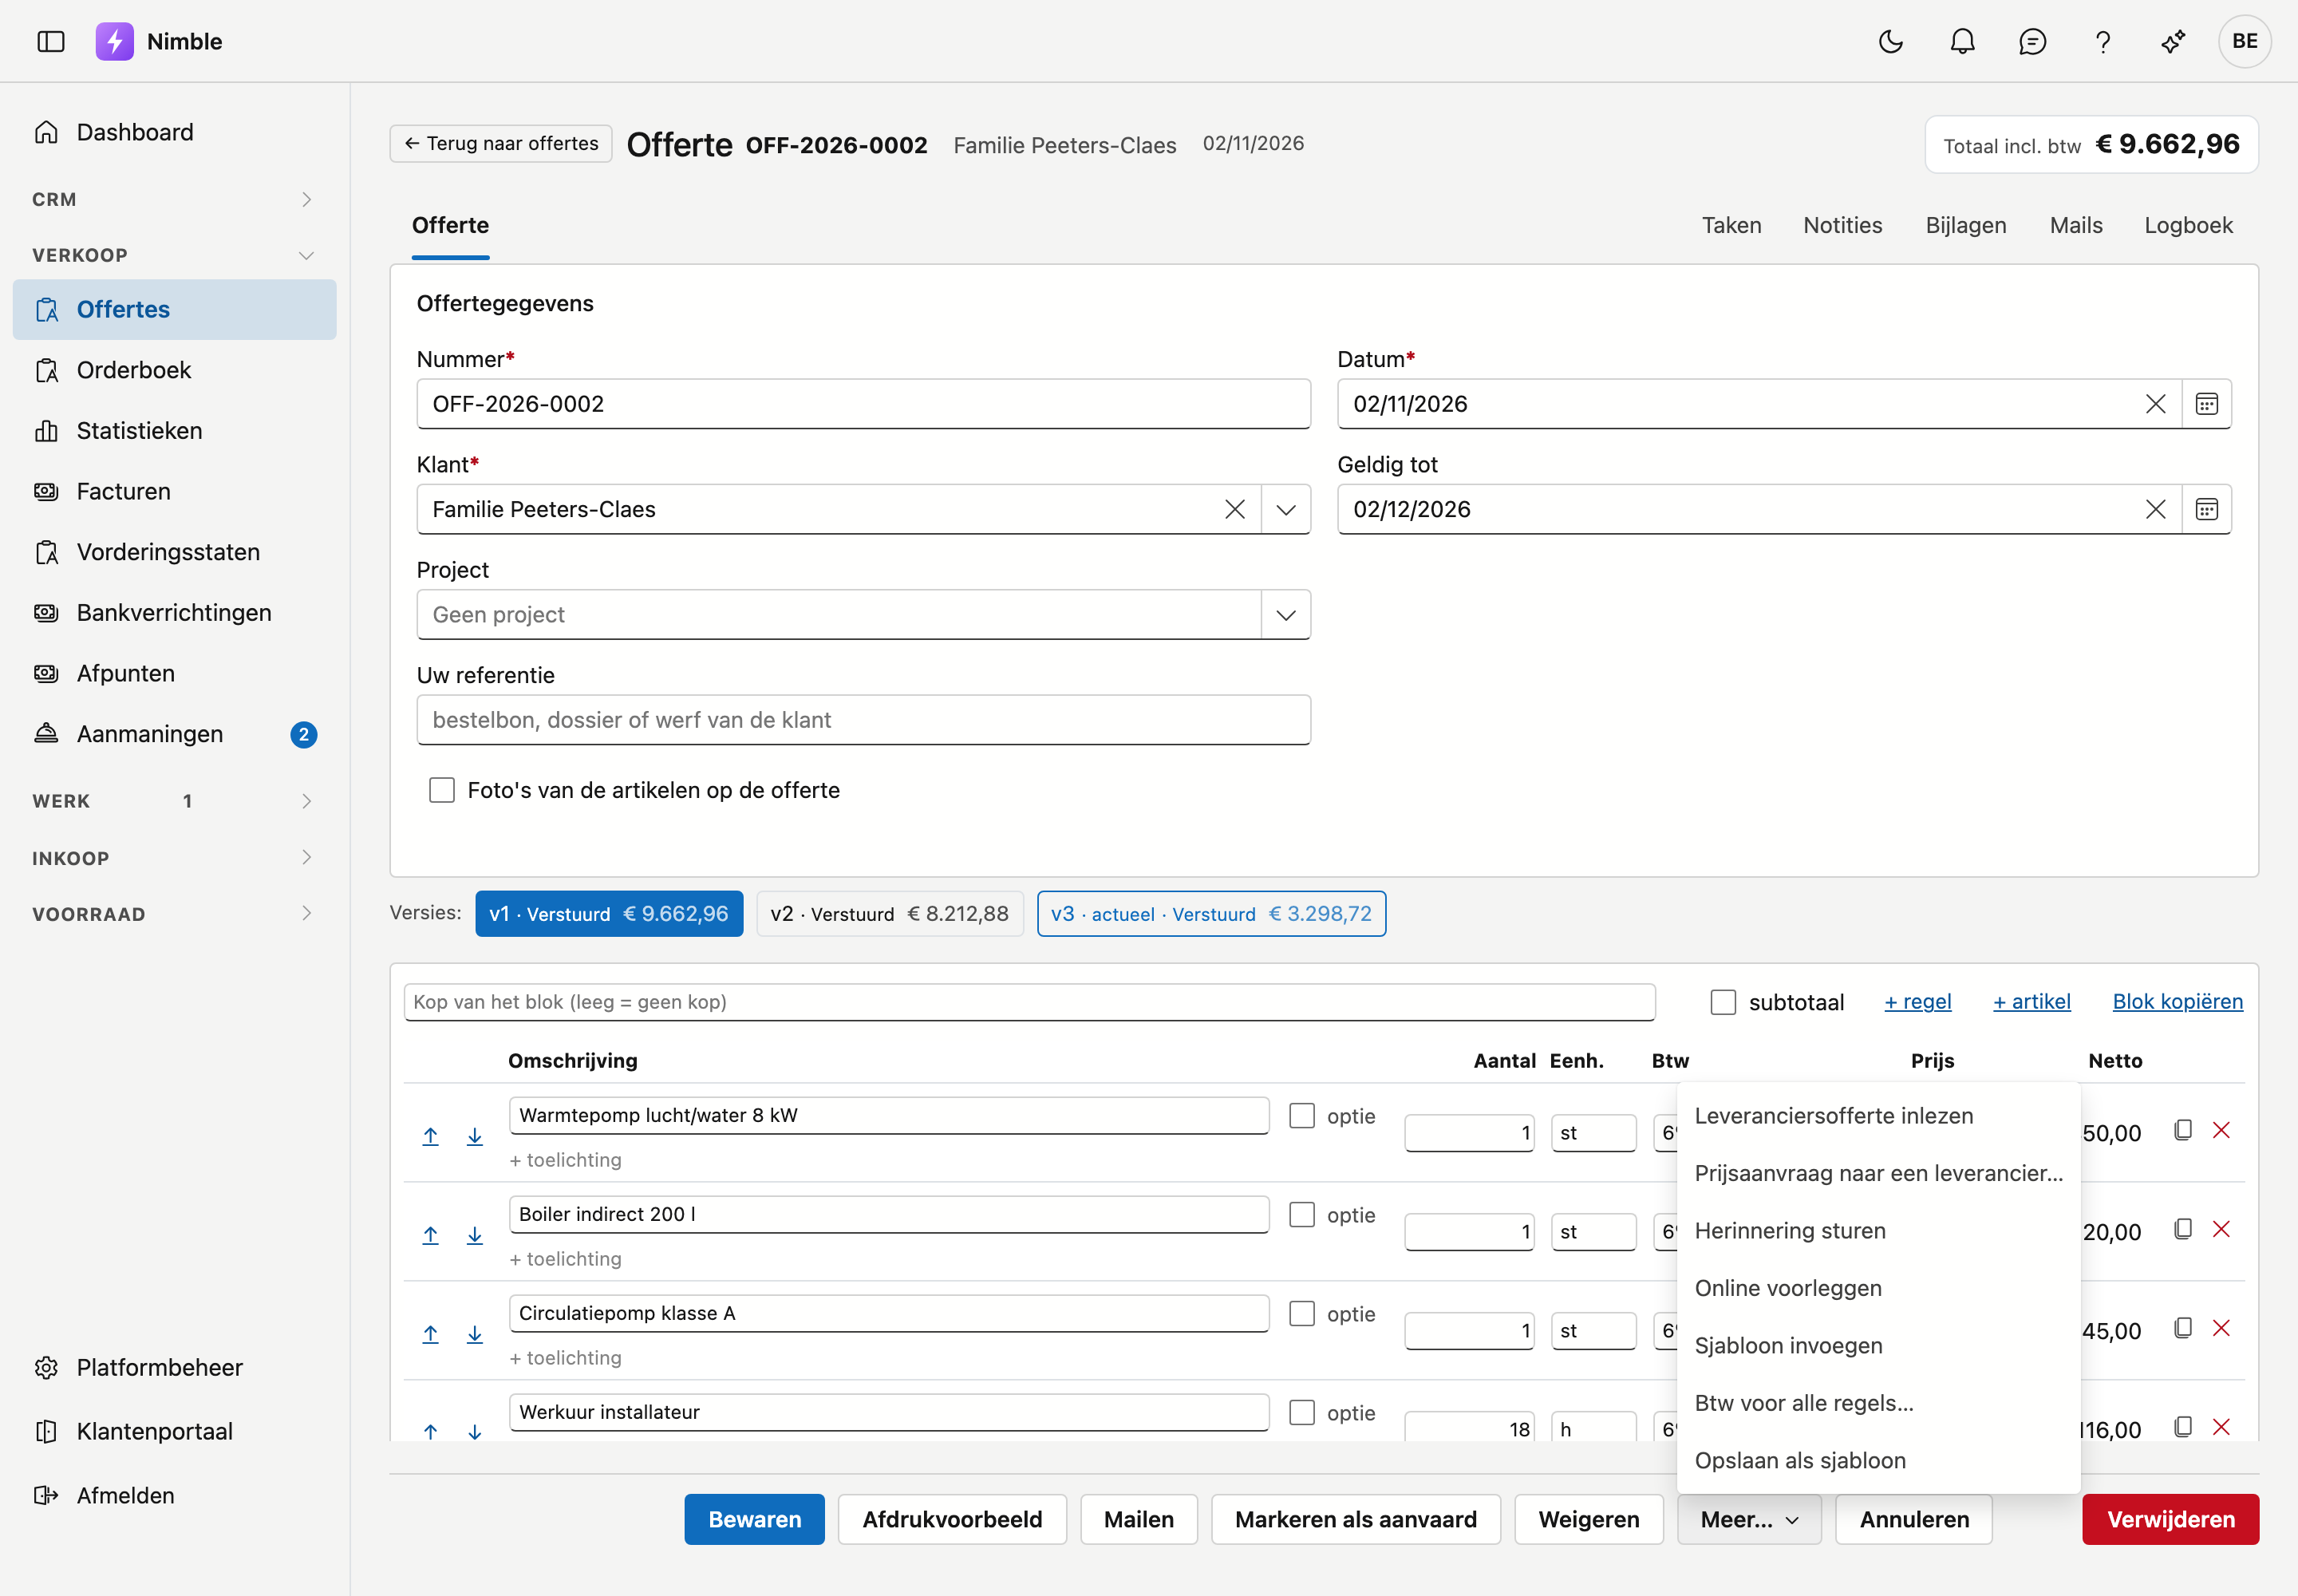 Nimble
BE
Dashboard
CRM
VERKOOP
Offertes
Orderboek
Statistieken
Facturen
Vorderingsstaten
Bankverrichtingen
Afpunten
Aanmaningen 2
WERK 1
INKOOP
VOORRAAD
Platformbeheer
Klantenportaal
Afmelden
← Terug naar offertes Offerte OFF-2026-0002 Familie Peeters-Claes 02/11/2026
Totaal incl. btw € 9.662,96
Offerte Taken Notities Bijlagen Mails Logboek
Offertegegevens
Nummer* Datum*
OFF-2026-0002 02/11/2026
Klant* Geldig tot
Familie Peeters-Claes 02/12/2026
Project
Geen project
Uw referentie
bestelbon, dossier of werf van de klant
Foto's van de artikelen op de offerte
Versies: v1 · Verstuurd € 9.662,96 v2 · Verstuurd € 8.212,88 v3 · actueel · Verstuurd € 3.298,72
Kop van het blok (leeg = geen kop) subtotaal + regel + artikel Blok kopiëren
Omschrijving Aantal Eenh. Btw Prijs Netto
Warmtepomp lucht/water 8 kW optie 1 st 6 50,00
+ toelichting
Boiler indirect 200 l optie 1 st 6 20,00
+ toelichting
Circulatiepomp klasse A optie 1 st 6 45,00
+ toelichting
Werkuur installateur optie 18 h 6 116,00
Leveranciersofferte inlezen
Prijsaanvraag naar een leverancier...
Herinnering sturen
Online voorleggen
Sjabloon invoegen
Btw voor alle regels...
Opslaan als sjabloon
Bewaren Afdrukvoorbeeld Mailen Markeren als aanvaard Weigeren Meer... Annuleren Verwijderen